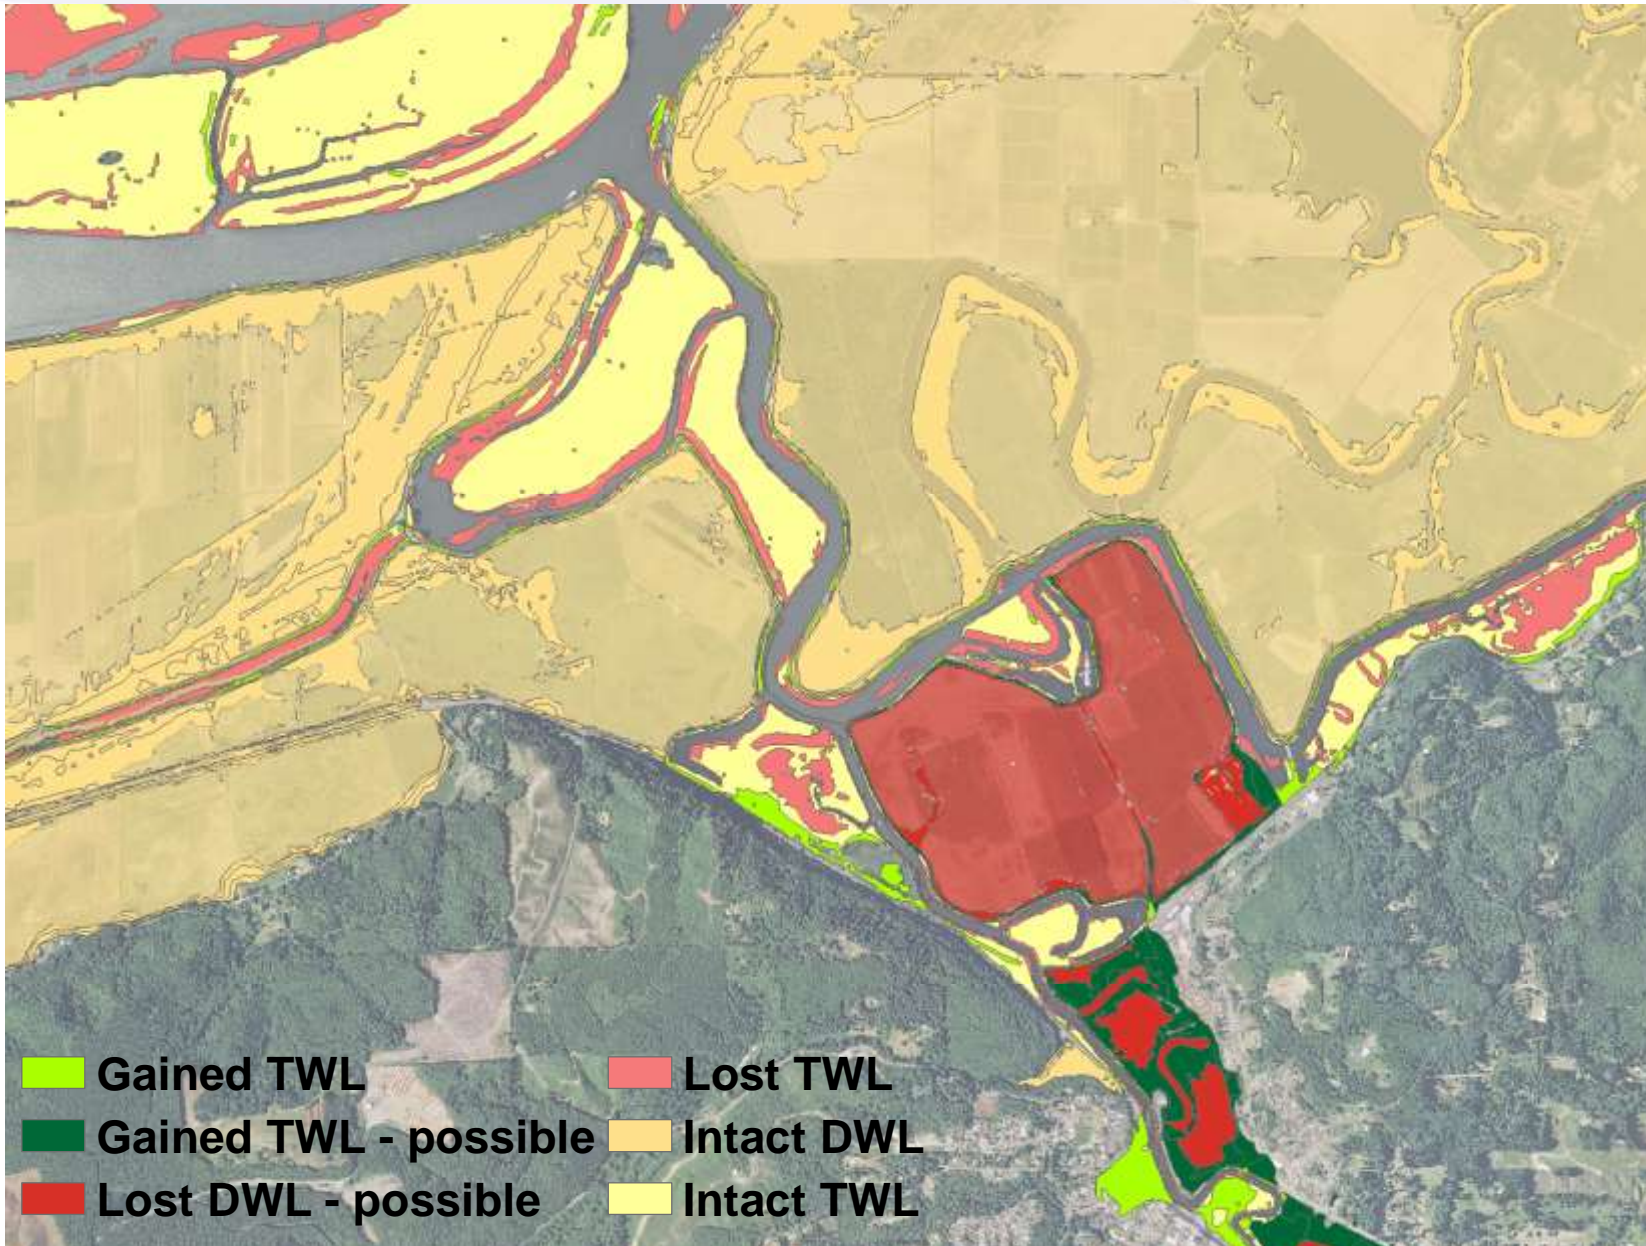 Gained TWL
Gained TWL - possible
Lost DWL - possible
Lost TWL
Intact DWL
Intact TWL